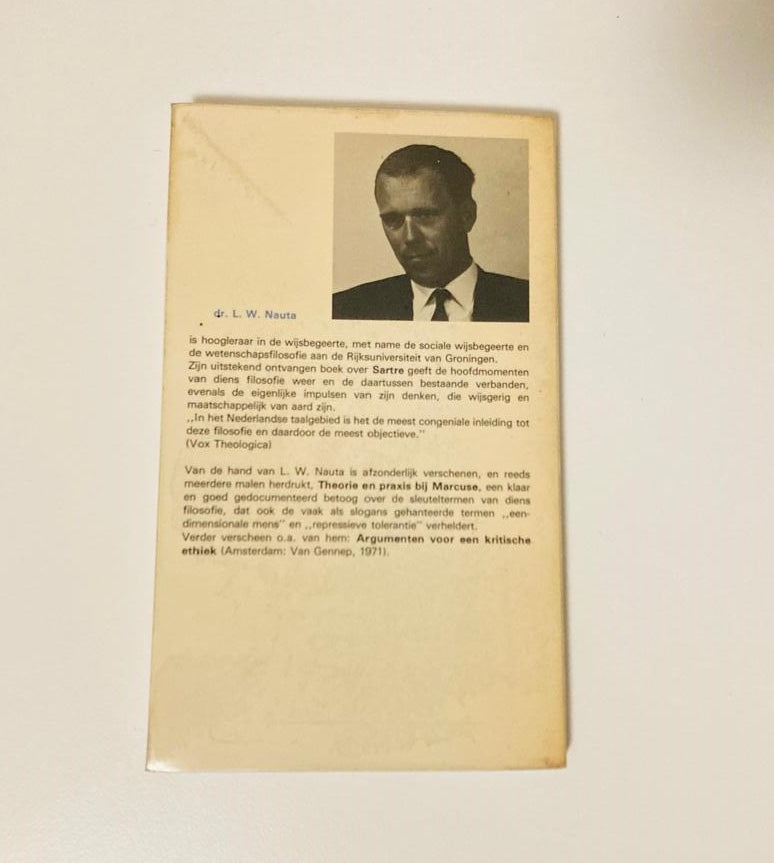 dr. L. W. Nauta
is hoogleraar in de wijsbegeerte, met name de sociale wijsbegeerte en
de wetenschapsfilosofie aan de Rijksuniversiteit van Groningen.
Zijn uitstekend ontvangen boek over Sartre geeft de hoofdmomenten
van diens filosofie weer en de daartussen bestaande verbanden,
evenals de eigenlijke impulsen van zijn denken, die wijsgerig en
maatschappelijk van aard zijn.
,,In het Nederlandse taalgebied is het de meest congeniale inleiding tot
deze filosofie en daardoor de meest objectieve.”
(Vox Theologica)
Van de hand van L. W. Nauta is afzonderlijk verschenen, en reeds
meerdere malen herdrukt, Theorie en praxis bij Marcuse, een klaar
en goed gedocumenteerd betoog over de sleuteltermen van diens
filosofie, dat ook de vaak als slogans gehanteerde termen ,,een-
dimensionale mens” en ,,repressieve tolerantie” verheldert.
Verder verscheen o.a. van hem: Argumenten voor een kritische
ethiek (Amsterdam: Van Gennep, 1971).